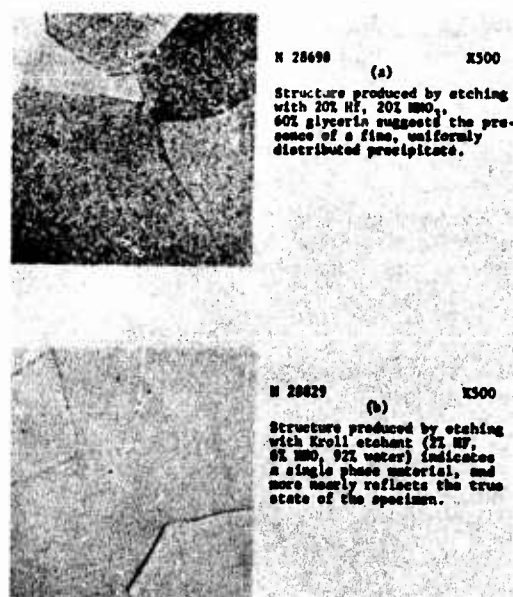 N 28698 X500
(a)
Structure produced by etching
with 20% Hf, 20% HNO3,
60% glycerin suggests the pre-
sence of a fine, uniformly
distributed precipitate.
N 28829 X500
(b)
Structure produced by etching
with Kroll etchant (2% HF,
6% HNO, 92% water) indicates
a single phase material, and
more nearly reflects the true
state of the specimen.